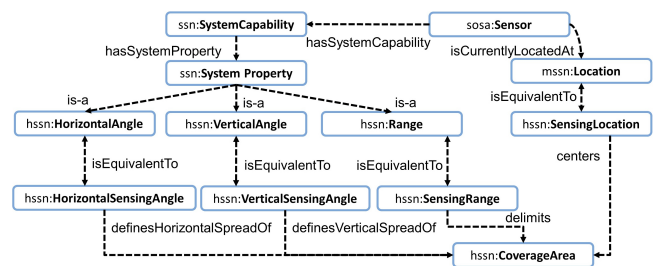 ssn:SystemCapability
sosa:Sensor
hasSystemProperty
hasSystemCapability
isCurrentlyLocatedAt
ssn:System Property
mssn:Location
is-a
is-a
is-a
isEquivalentTo
hssn:HorizontalAngle
hssn:VerticalAngle
hssn:Range
hssn:SensingLocation
isEquivalentTo
isEquivalentTo
isEquivalentTo
centers
hssn:HorizontalSensingAngle
hssn:VerticalSensingAngle
hssn:SensingRange
definesHorizontalSpreadOf
definesVerticalSpreadOf
delimits
hssn:CoverageArea